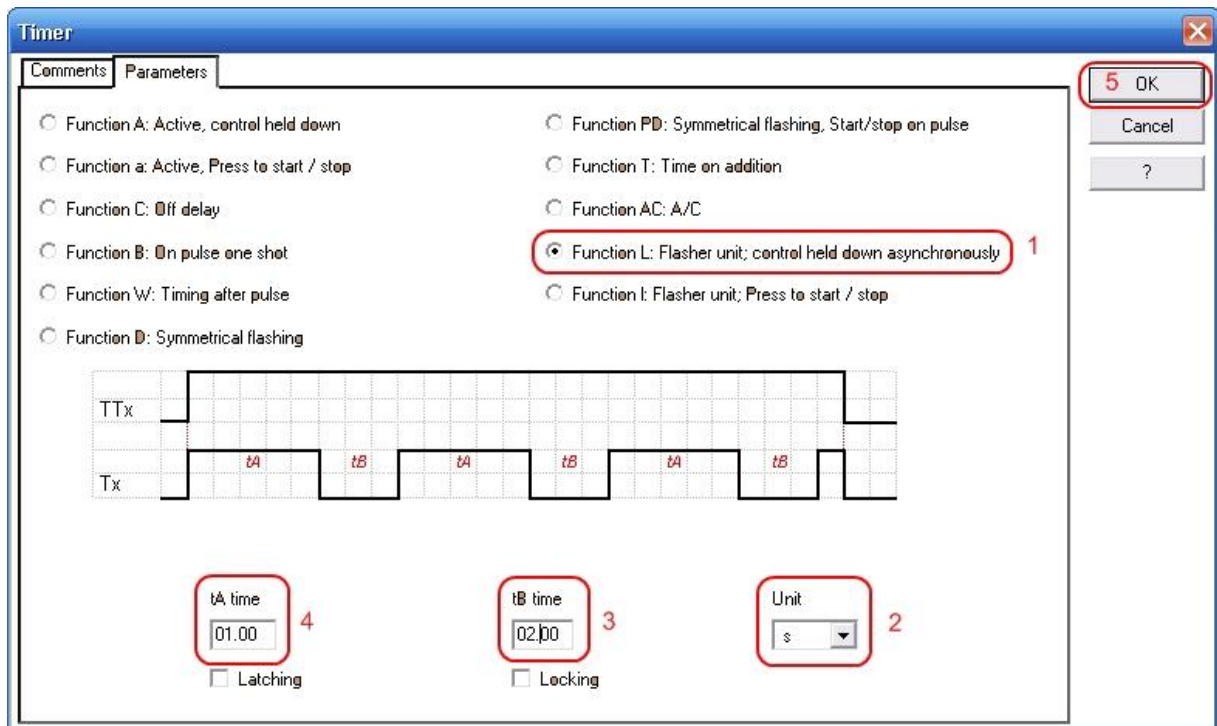 Timer
Comments
Parameters
5 OK
Cancel
?
Function A: Active, control held down
Function a: Active, Press to start / stop
Function C: Off delay
Function B: On pulse one shot
Function W: Timing after pulse
Function D: Symmetrical flashing
Function PD: Symmetrical flashing, Start/stop on pulse
Function T: Time on addition
Function AC: A/C
Function L: Flasher unit; control held down asynchronously 1
Function I: Flasher unit; Press to start / stop
TTx
tA tB tA tB tA tB
Tx
tA time
01.00 4
Latching
tB time
02.00 3
Locking
Unit
s 2